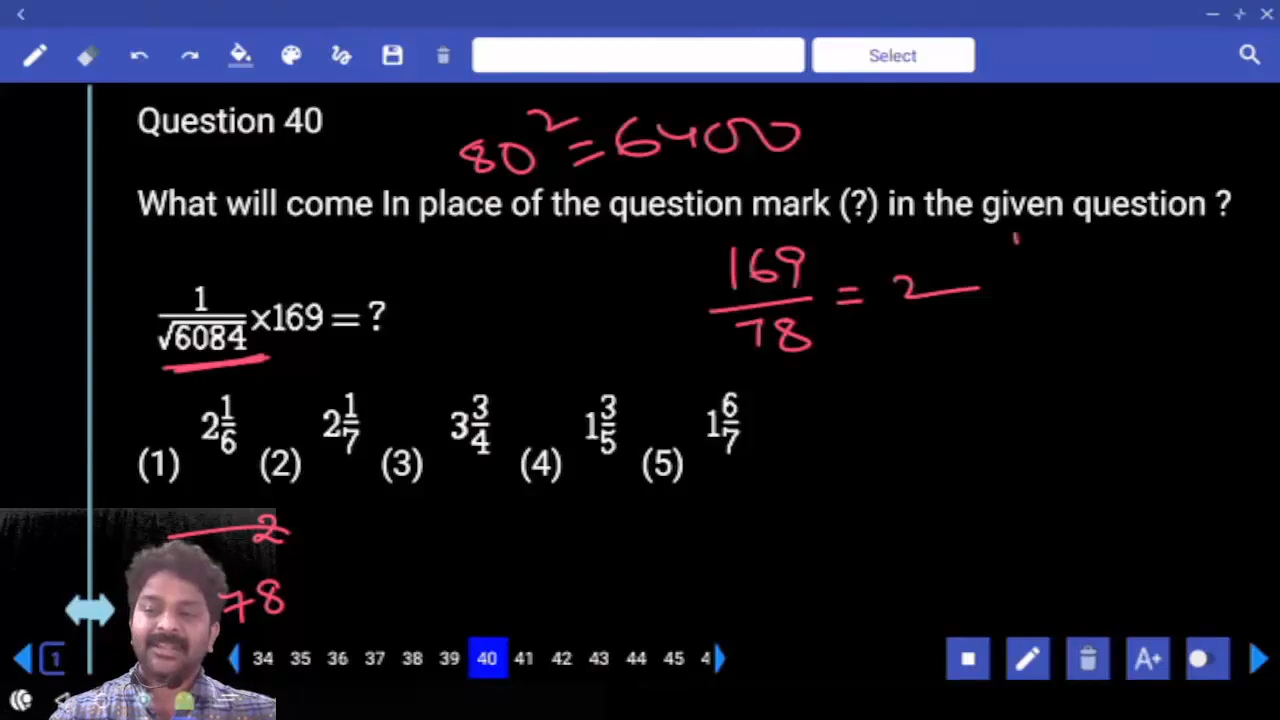 Select
Question 40
80² = 6400
What will come In place of the question mark (?) in the given question ?
169/78 = 2
1/√6084 ×169 = ?
(1) 2 1/6 (2) 2 1/7 (3) 3 3/4 (4) 1 3/5 (5) 1 6/7
2
78
1 34 35 36 37 38 39 40 41 42 43 44 45 4 A+